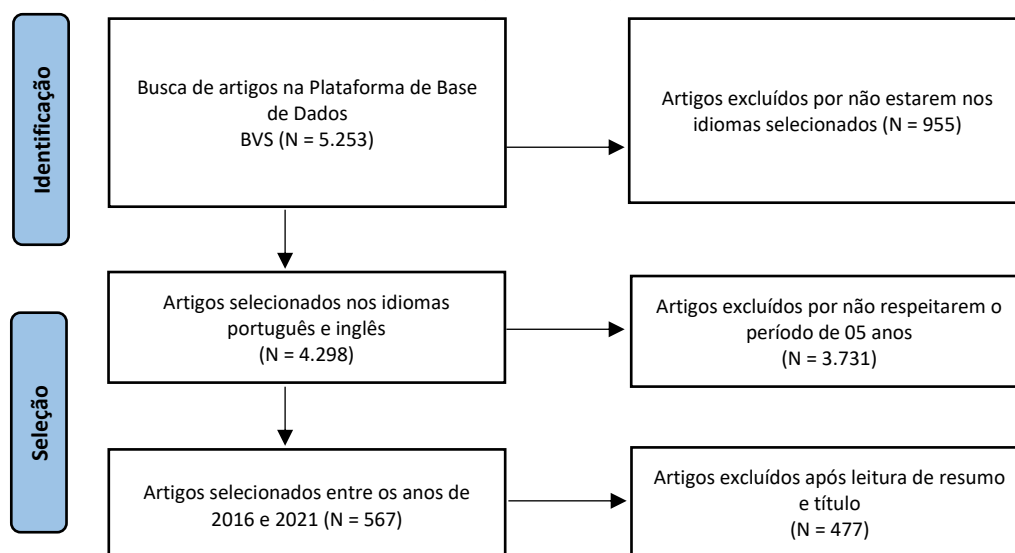 Identificação
Busca de artigos na Plataforma de Base
de Dados
BVS (N = 5.253)
Artigos excluídos por não estarem nos
idiomas selecionados (N = 955)
Seleção
Artigos selecionados nos idiomas
português e inglês
(N = 4.298)
Artigos excluídos por não respeitarem o
período de 05 anos
(N = 3.731)
Artigos selecionados entre os anos de
2016 e 2021 (N = 567)
Artigos excluídos após leitura de resumo
e título
(N = 477)